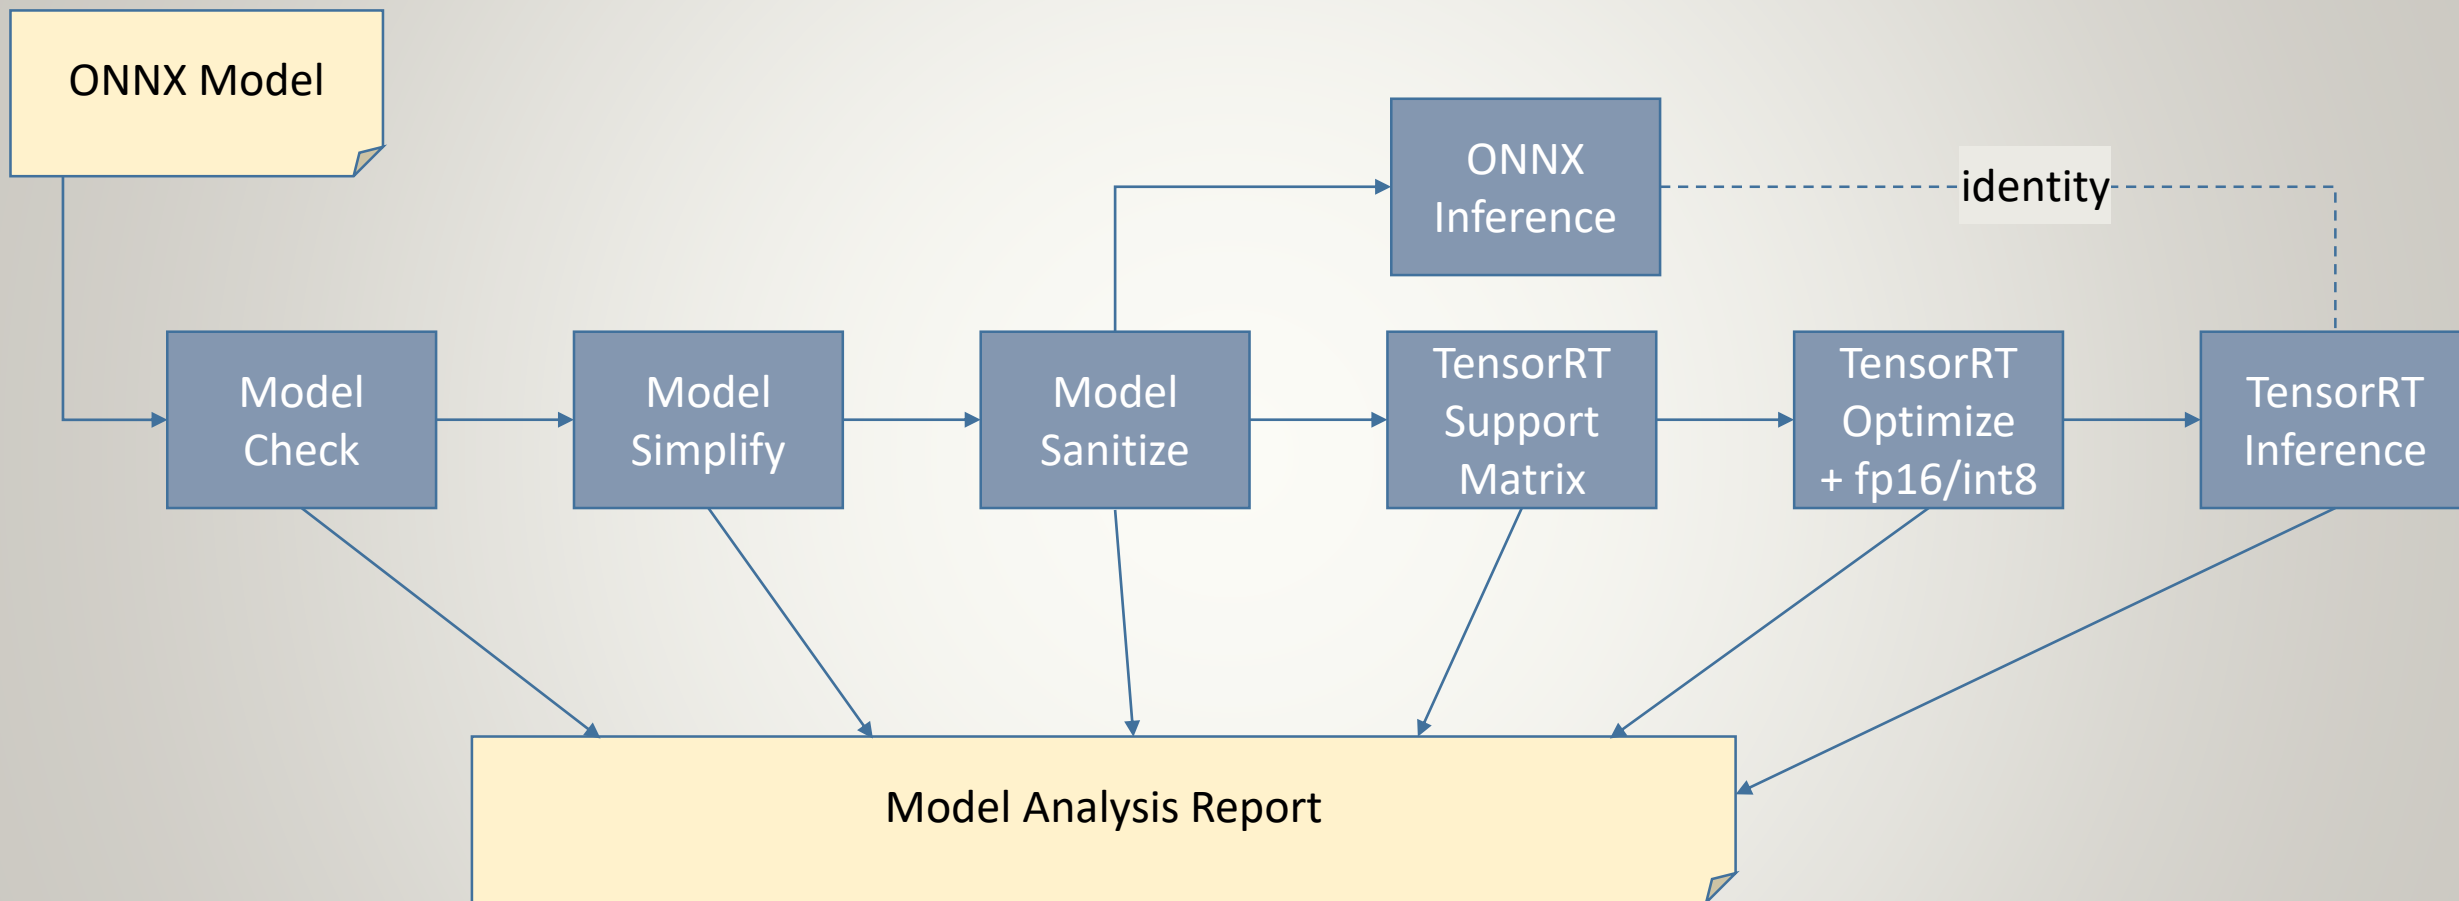 ONNX Model
ONNX
Inference
identity
Model
Check
Model
Simplify
Model
Sanitize
TensorRT
Support
Matrix
TensorRT
Optimize
+ fp16/int8
TensorRT
Inference
Model Analysis Report